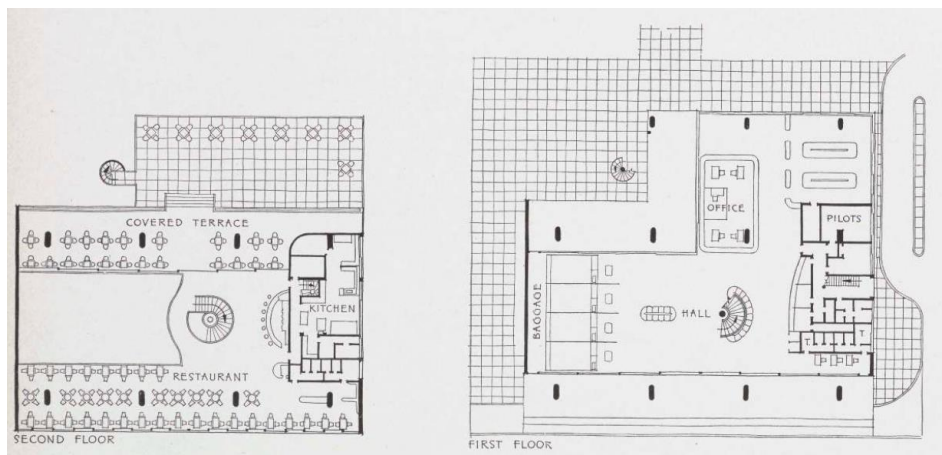 COVERED TERRACE
KITCHEN
RESTAURANT
SECOND FLOOR
OFFICE
PILOTS
BAGGAGE
HALL
T.
T.
FIRST FLOOR